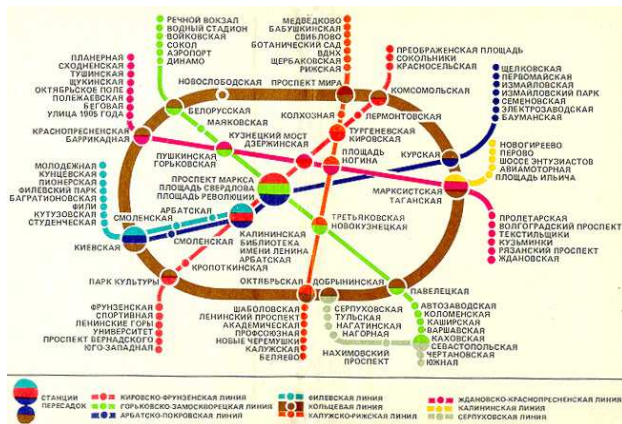 РЕЧНОЙ ВОКЗАЛ
ВОДНЫЙ СТАДИОН
ВОЙКОВСКАЯ
СОКОЛ
АЭРОПОРТ
ДИНАМО
МЕДВЕДКОВО
БАБУШКИНСКАЯ
СВИБЛОВО
БОТАНИЧЕСКИЙ САД
ВДНХ
ЩЕРБАКОВСКАЯ
РИЖСКАЯ
ПРОСПЕКТ МИРА
ПРЕОБРАЖЕНСКАЯ ПЛОЩАДЬ
СОКОЛЬНИКИ
КРАСНОСЕЛЬСКАЯ
КОМСОМОЛЬСКАЯ
ПЛАНЕРНАЯ
СХОДНЕНСКАЯ
ТУШИНСКАЯ
ЩУКИНСКАЯ
ОКТЯБРЬСКОЕ ПОЛЕ
ПОЛЕЖАЕВСКАЯ
БЕГОВАЯ
УЛИЦА 1905 ГОДА
КРАСНОПРЕСНЕНСКАЯ
БАРРИКАДНАЯ
НОВОСЛОБОДСКАЯ
БЕЛОРУССКАЯ
МАЯКОВСКАЯ
КОЛХОЗНАЯ
ЛЕРМОНТОВСКАЯ
ЩЕЛКОВСКАЯ
ПЕРВОМАЙСКАЯ
ИЗМАЙЛОВСКАЯ
ИЗМАЙЛОВСКИЙ ПАРК
СЕМЕНОВСКАЯ
ЭЛЕКТРОЗАВОДСКАЯ
БАУМАНСКАЯ
КУЗНЕЦКИЙ МОСТ
ДЗЕРЖИНСКАЯ
ТУРГЕНЕВСКАЯ
КИРОВСКАЯ
ПУШКИНСКАЯ
ГОРЬКОВСКАЯ
ПЛОЩАДЬ
НОГИНА
КУРСКАЯ
НОВОГИРЕЕВО
ПЕРОВО
ШОССЕ ЭНТУЗИАСТОВ
АВИАМОТОРНАЯ
ПЛОЩАДЬ ИЛЬИЧА
МОЛОДЕЖНАЯ
КУНЦЕВСКАЯ
ПИОНЕРСКАЯ
ФИЛЕВСКИЙ ПАРК
БАГРАТИОНОВСКАЯ
ФИЛИ
КУТУЗОВСКАЯ
СТУДЕНЧЕСКАЯ
ПРОСПЕКТ МАРКСА
ПЛОЩАДЬ СВЕРДЛОВА
ПЛОЩАДЬ РЕВОЛЮЦИИ
МАРКСИСТСКАЯ
ТАГАНСКАЯ
СМОЛЕНСКАЯ
АРБАТСКАЯ
КИЕВСКАЯ
СМОЛЕНСКАЯ
КАЛИНИНСКАЯ
БИБЛИОТЕКА
ИМЕНИ ЛЕНИНА
АРБАТСКАЯ
КРОПОТКИНСКАЯ
ТРЕТЬЯКОВСКАЯ
НОВОКУЗНЕЦКАЯ
ПРОЛЕТАРСКАЯ
ВОЛГОГРАДСКИЙ ПРОСПЕКТ
ТЕКСТИЛЬЩИКИ
КУЗЬМИНКИ
РЯЗАНСКИЙ ПРОСПЕКТ
ЖДАНОВСКАЯ
ПАРК КУЛЬТУРЫ
ОКТЯБРЬСКАЯ
ДОБРЫНИНСКАЯ
ПАВЕЛЕЦКАЯ
ФРУНЗЕНСКАЯ
СПОРТИВНАЯ
ЛЕНИНСКИЕ ГОРЫ
УНИВЕРСИТЕТ
ПРОСПЕКТ ВЕРНАДСКОГО
ЮГО-ЗАПАДНАЯ
ШАБОЛОВСКАЯ
ЛЕНИНСКИЙ ПРОСПЕКТ
АКАДЕМИЧЕСКАЯ
ПРОФСОЮЗНАЯ
НОВЫЕ ЧЕРЕМУШКИ
КАЛУЖСКАЯ
БЕЛЯЕВО
СЕРПУХОВСКАЯ
ТУЛЬСКАЯ
НАГАТИНСКАЯ
НАГОРНАЯ
НАХИМОВСКИЙ
ПРОСПЕКТ
АВТОЗАВОДСКАЯ
КОЛОМЕНСКАЯ
КАШИРСКАЯ
ВАРШАВСКАЯ
КАХОВСКАЯ
СЕВАСТОПОЛЬСКАЯ
ЧЕРТАНОВСКАЯ
ЮЖНАЯ
СТАНЦИИ
ПЕРЕСАДОК
КИРОВСКО-ФРУНЗЕНСКАЯ ЛИНИЯ
ГОРЬКОВСКО-ЗАМОСКВОРЕЦКАЯ ЛИНИЯ
АРБАТСКО-ПОКРОВСКАЯ ЛИНИЯ
ФИЛЕВСКАЯ ЛИНИЯ
КОЛЬЦЕВАЯ ЛИНИЯ
КАЛУЖСКО-РИЖСКАЯ ЛИНИЯ
ЖДАНОВСКО-КРАСНОПРЕСНЕНСКАЯ ЛИНИЯ
КАЛИНИНСКАЯ ЛИНИЯ
СЕРПУХОВСКАЯ ЛИНИЯ